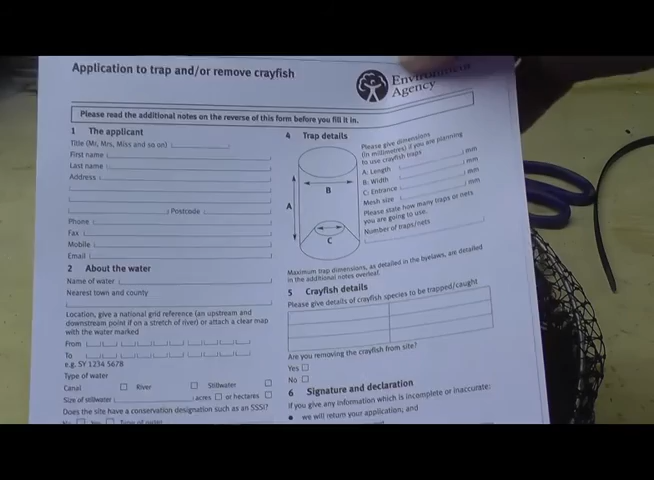 Application to trap and/or remove crayfish
Environment
Agency
Please read the additional notes on the reverse of this form before you fill it in.
1 The applicant
Title (Mr, Mrs, Miss and so on)
First name
Last name
Address
Postcode
Phone
Fax
Mobile
Email
2 About the water
Name of water
Nearest town and county
Location, give a national grid reference (an upstream and
downstream point if on a stretch of river) or attach a clear map
with the water marked
From
To
e.g. SY 1234 5678
Type of water
Canal River Stillwater
Size of stillwater acres or hectares
Does the site have a conservation designation such as an SSSI?
No Yes Type of water
4 Trap details
Please give dimensions
(in millimetres) if you are planning
to use crayfish traps
A: Length mm
B: Width mm
C: Entrance mm
Mesh size mm
Please state how many traps or nets
you are going to use.
Number of traps/nets
A
B
C
Maximum trap dimensions, as detailed in the byelaws, are detailed
in the additional notes overleaf.
5 Crayfish details
Please give details of crayfish species to be trapped/caught
Are you removing the crayfish from site?
Yes
No
6 Signature and declaration
If you give any information which is incomplete or inaccurate:
• we will return your application; and